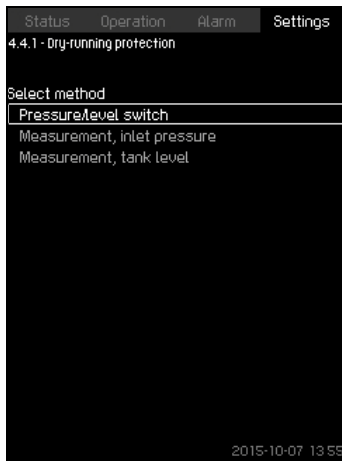 Status Operation Alarm Settings
4.4.1 - Dry-running protection
Select method
Pressure/level switch
Measurement, inlet pressure
Measurement, tank level
2015-10-07 13:55